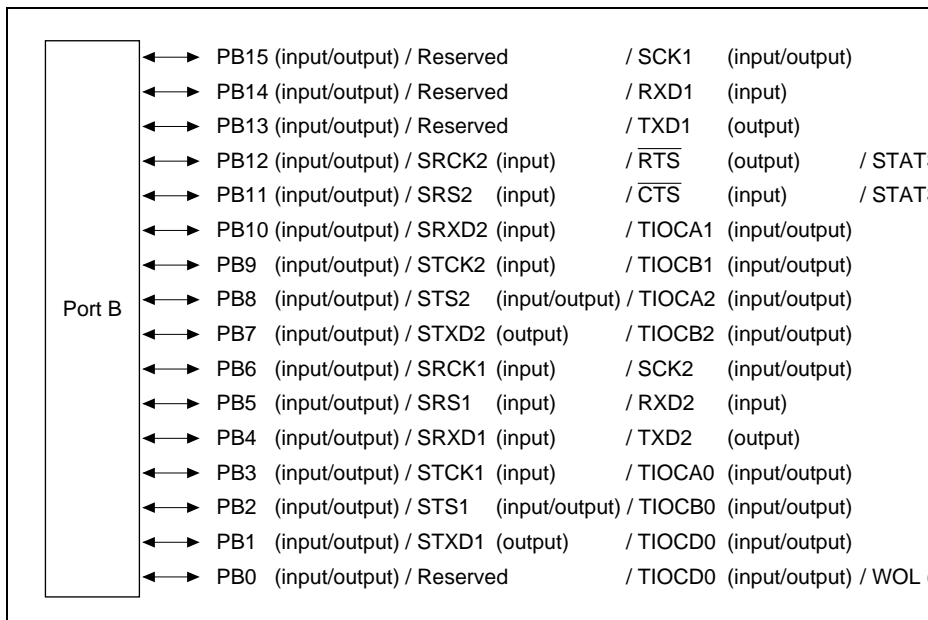 PB15 (input/output) / Reserved / SCK1 (input/output)
PB14 (input/output) / Reserved / RXD1 (input)
PB13 (input/output) / Reserved / TXD1 (output)
PB12 (input/output) / SRCK2 (input) / RTS (output) / STATS
PB11 (input/output) / SRS2 (input) / CTS (input) / STATS
PB10 (input/output) / SRXD2 (input) / TIOCA1 (input/output)
PB9 (input/output) / STCK2 (input) / TIOCB1 (input/output)
Port B
PB8 (input/output) / STS2 (input/output) / TIOCA2 (input/output)
PB7 (input/output) / STXD2 (output) / TIOCB2 (input/output)
PB6 (input/output) / SRCK1 (input) / SCK2 (input/output)
PB5 (input/output) / SRS1 (input) / RXD2 (input)
PB4 (input/output) / SRXD1 (input) / TXD2 (output)
PB3 (input/output) / STCK1 (input) / TIOCA0 (input/output)
PB2 (input/output) / STS1 (input/output) / TIOCB0 (input/output)
PB1 (input/output) / STXD1 (output) / TIOCD0 (input/output)
PB0 (input/output) / Reserved / TIOCD0 (input/output) / WOL (